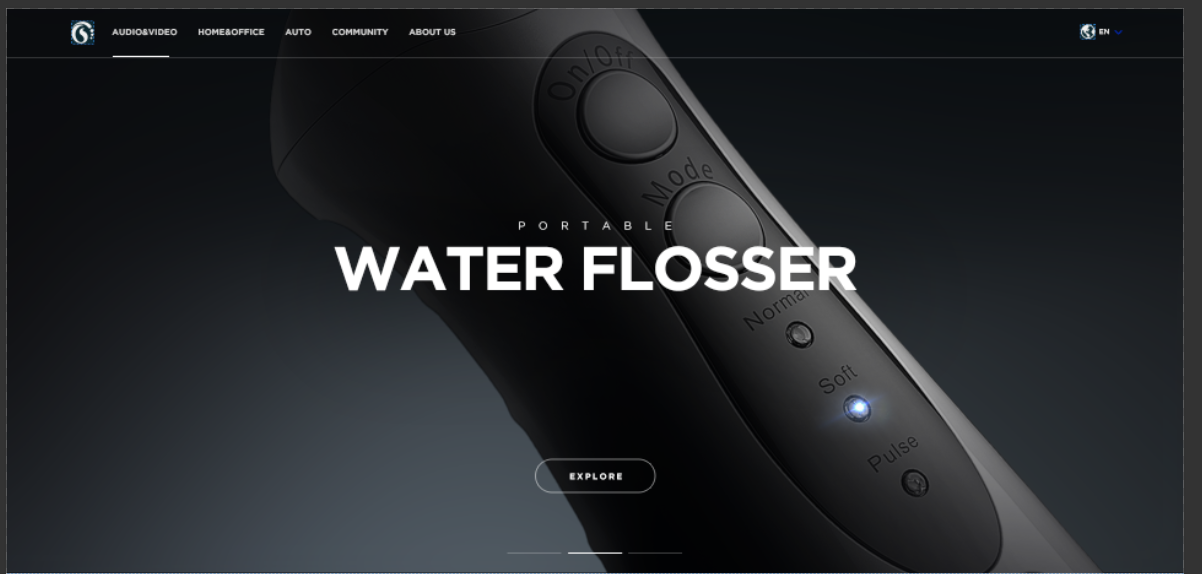 AUDIO&VIDEO HOME&OFFICE AUTO COMMUNITY ABOUT US EN
On/Off
Mode
PORTABLE
WATER FLOSSER
Normal
Soft
Pulse
EXPLORE